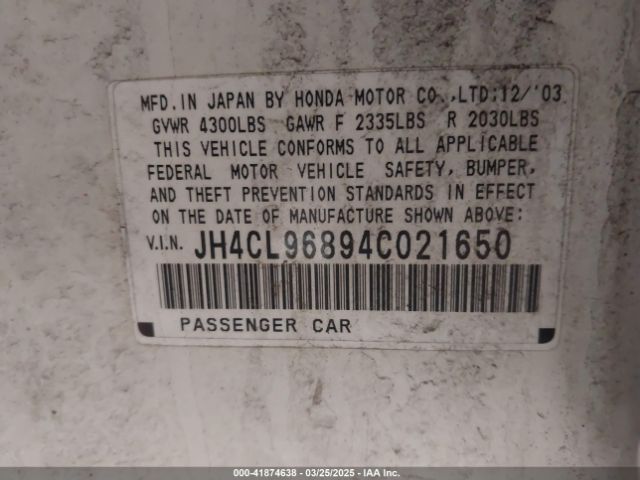 MFD. IN JAPAN BY HONDA MOTOR CO., LTD: 12/'03
GVWR 4300LBS GAWR F 2335LBS R 2030LBS
THIS VEHICLE CONFORMS TO ALL APPLICABLE
FEDERAL MOTOR VEHICLE SAFETY, BUMPER,
AND THEFT PREVENTION STANDARDS IN EFFECT
ON THE DATE OF MANUFACTURE SHOWN ABOVE:
V.I.N. JH4CL96894C021650
PASSENGER CAR
000-41874638 - 03/25/2025 - IAA Inc.